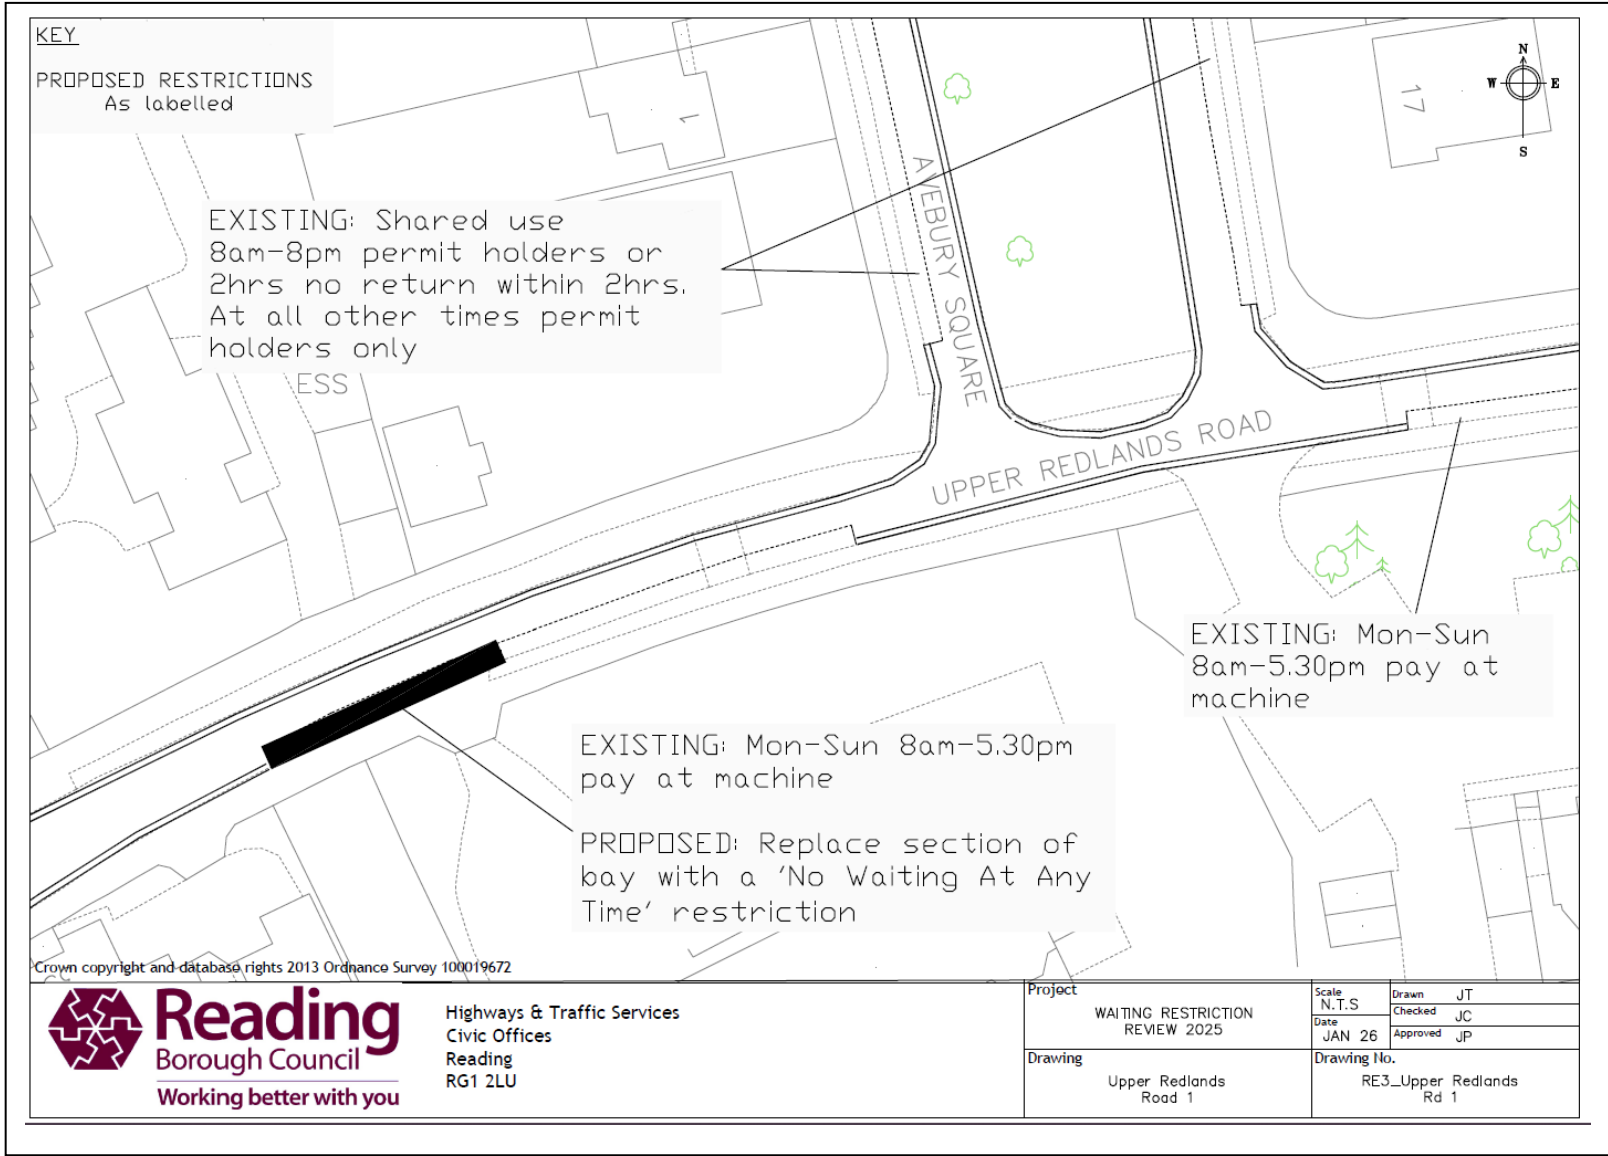 KEY
PROPOSED RESTRICTIONS
As labelled
N
W
E
S
1
17
AVEBURY SQUARE
EXISTING: Shared use
8am-8pm permit holders or
2hrs no return within 2hrs.
At all other times permit
holders only
ESS
UPPER REDLANDS ROAD
EXISTING: Mon-Sun
8am-5.30pm pay at
machine
EXISTING: Mon-Sun 8am-5.30pm
pay at machine
PROPOSED: Replace section of
bay with a 'No Waiting At Any
Time' restriction
Crown copyright and database rights 2013 Ordnance Survey 100019672
Reading
Borough Council
Working better with you
Highways & Traffic Services
Civic Offices
Reading
RG1 2LU
Project
WAITING RESTRICTION
REVIEW 2025
Drawing
Upper Redlands
Road 1
Scale
N.T.S
Date
JAN 26
Drawn JT
Checked JC
Approved JP
Drawing No.
RE3_Upper Redlands
Rd 1